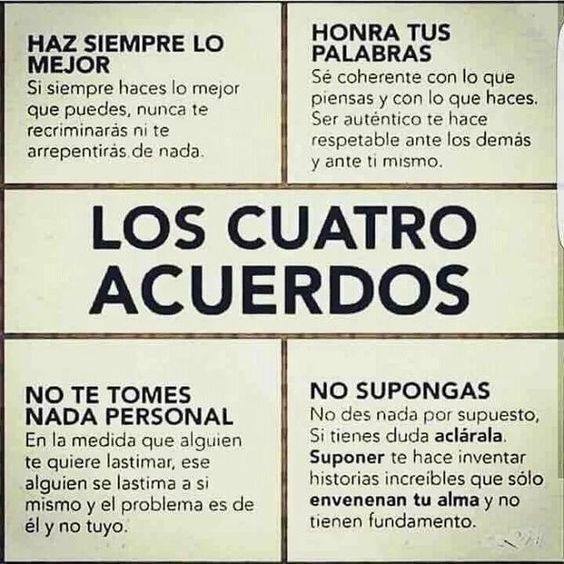 HAZ SIEMPRE LO
MEJOR
Si siempre haces lo mejor
que puedes, nunca te
recriminarás ni te
arrepentirás de nada.
HONRA TUS
PALABRAS
Sé coherente con lo que
piensas y con lo que haces.
Ser auténtico te hace
respetable ante los demás
y ante ti mismo.
LOS CUATRO
ACUERDOS
NO TE TOMES
NADA PERSONAL
En la medida que alguien
te quiere lastimar, ese
alguien se lastima a si
mismo y el problema es de
él y no tuyo.
NO SUPONGAS
No des nada por supuesto,
Si tienes duda aclárala.
Suponer te hace inventar
historias increíbles que sólo
envenenan tu alma y no
tienen fundamento.